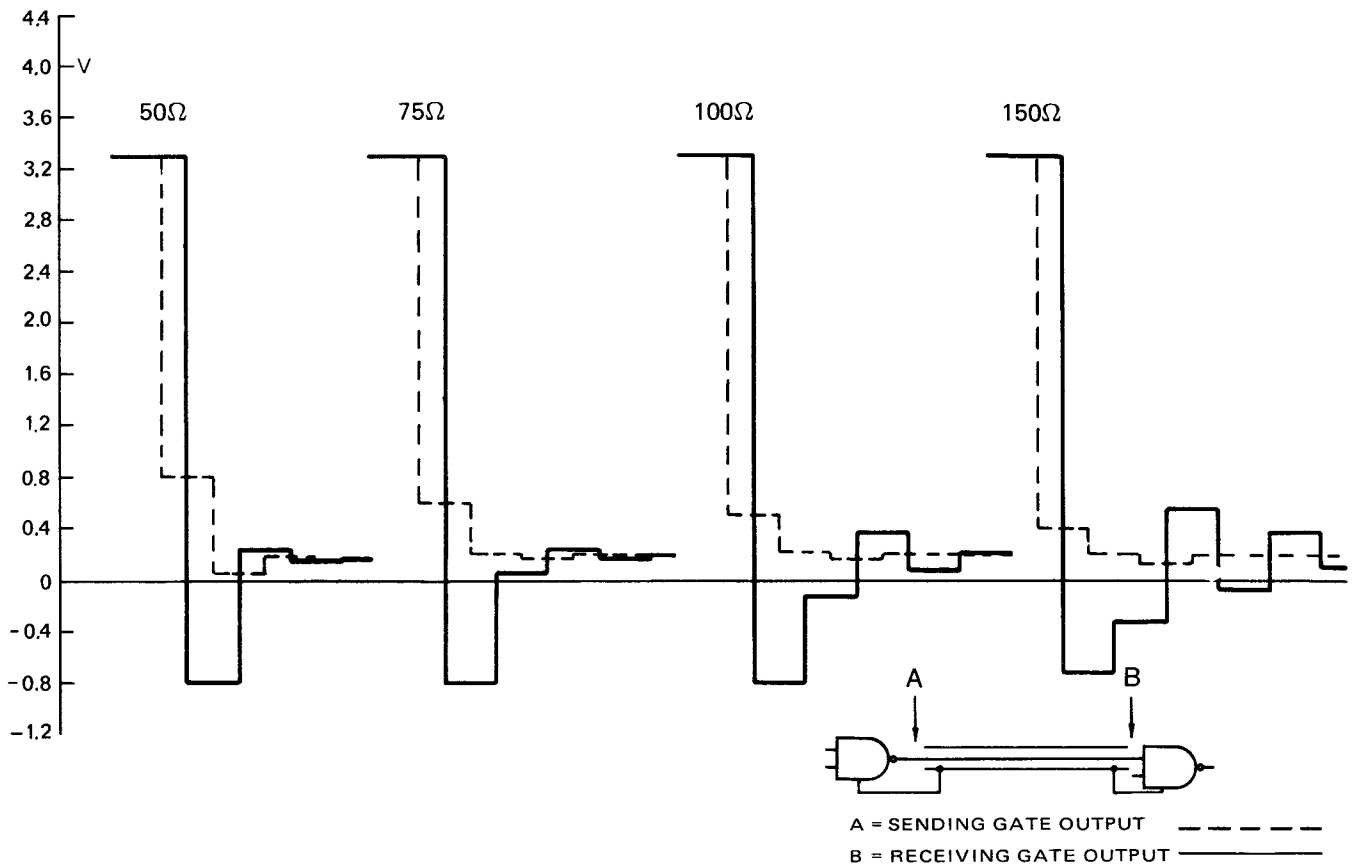 4.4
4.0 V
3.6
50Ω 75Ω 100Ω 150Ω
3.2
2.8
2.4
2.0
1.6
1.2
0.8
0.4
0
-0.4
-0.8
-1.2
A B
A = SENDING GATE OUTPUT
B = RECEIVING GATE OUTPUT